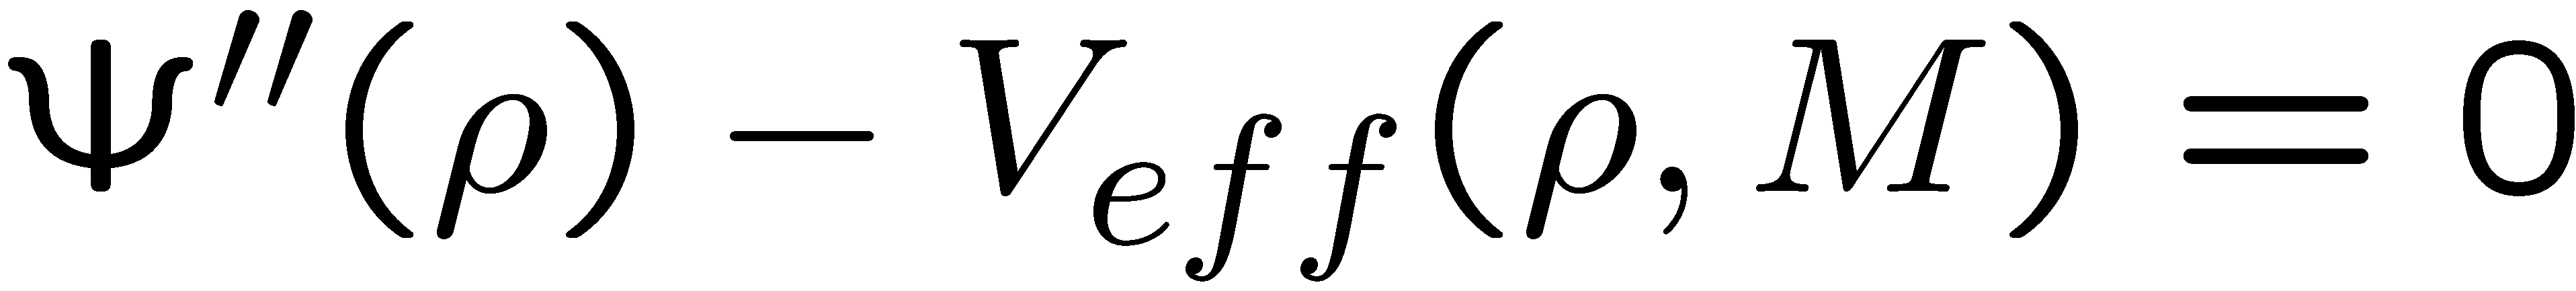 Ψ''(ρ) − V_{eff}(ρ, M) = 0